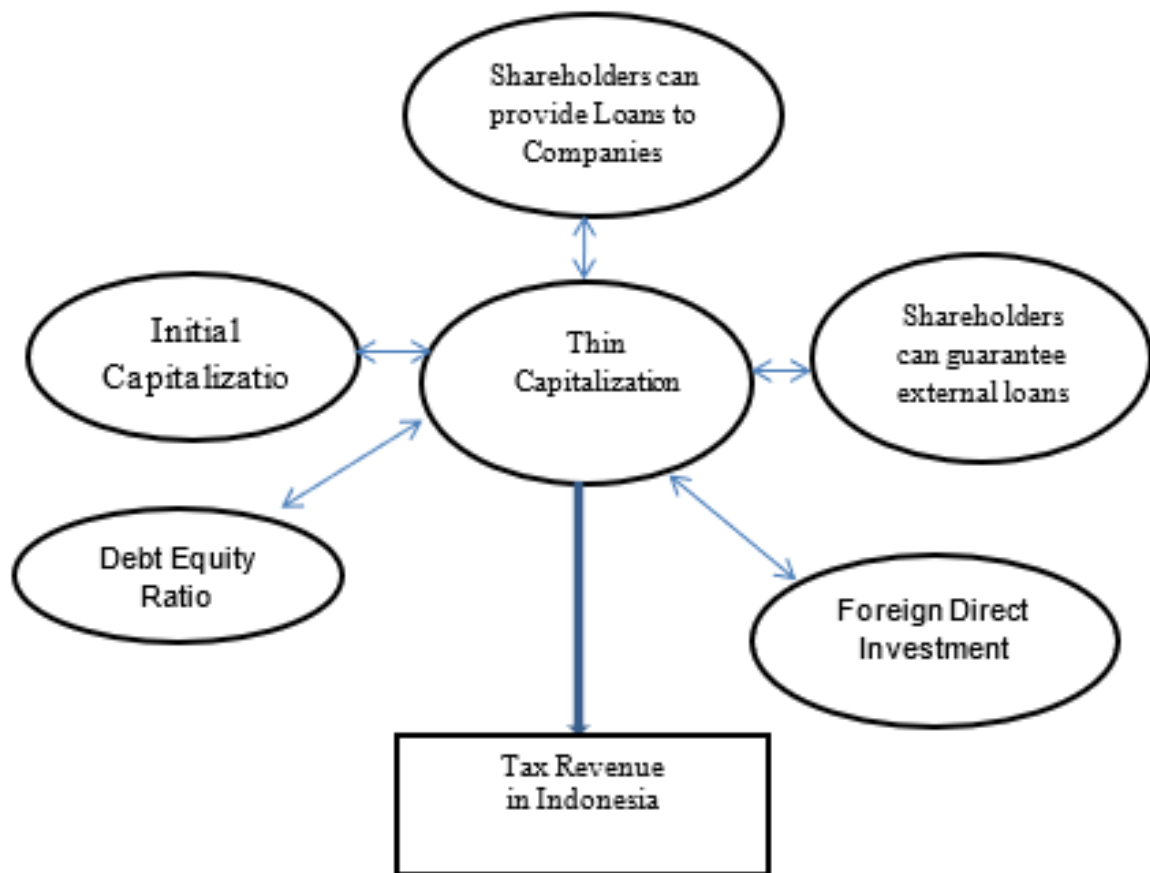 Shareholders can
provide Loans to
Companies
Initial
Capitalizatio
Thin
Capitalization
Shareholders
can guarantee
external loans
Debt Equity
Ratio
Foreign Direct
Investment
Tax Revenue
in Indonesia